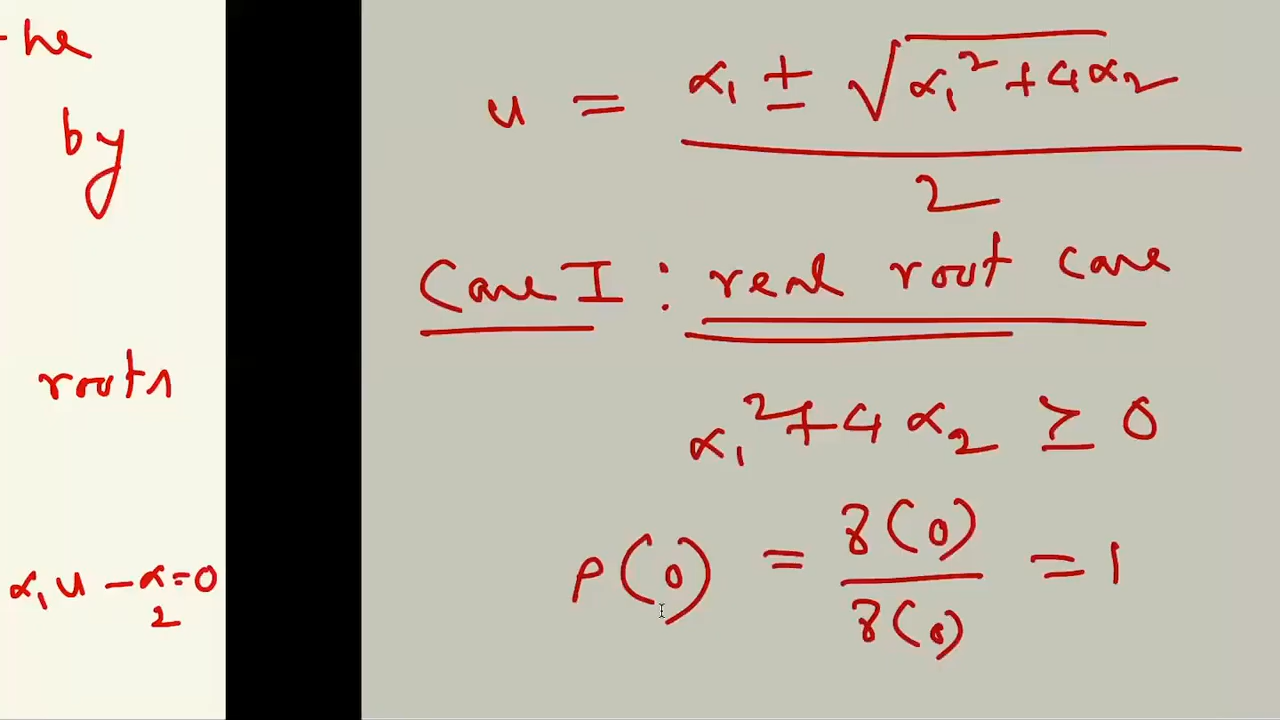 he
by
roots
α₁u − α₂ = 0
u = (α₁ ± √(α₁² + 4α₂)) / 2
Case I : real root case
α₁² + 4α₂ ≥ 0
ρ(0) = γ(0) / γ(0) = 1